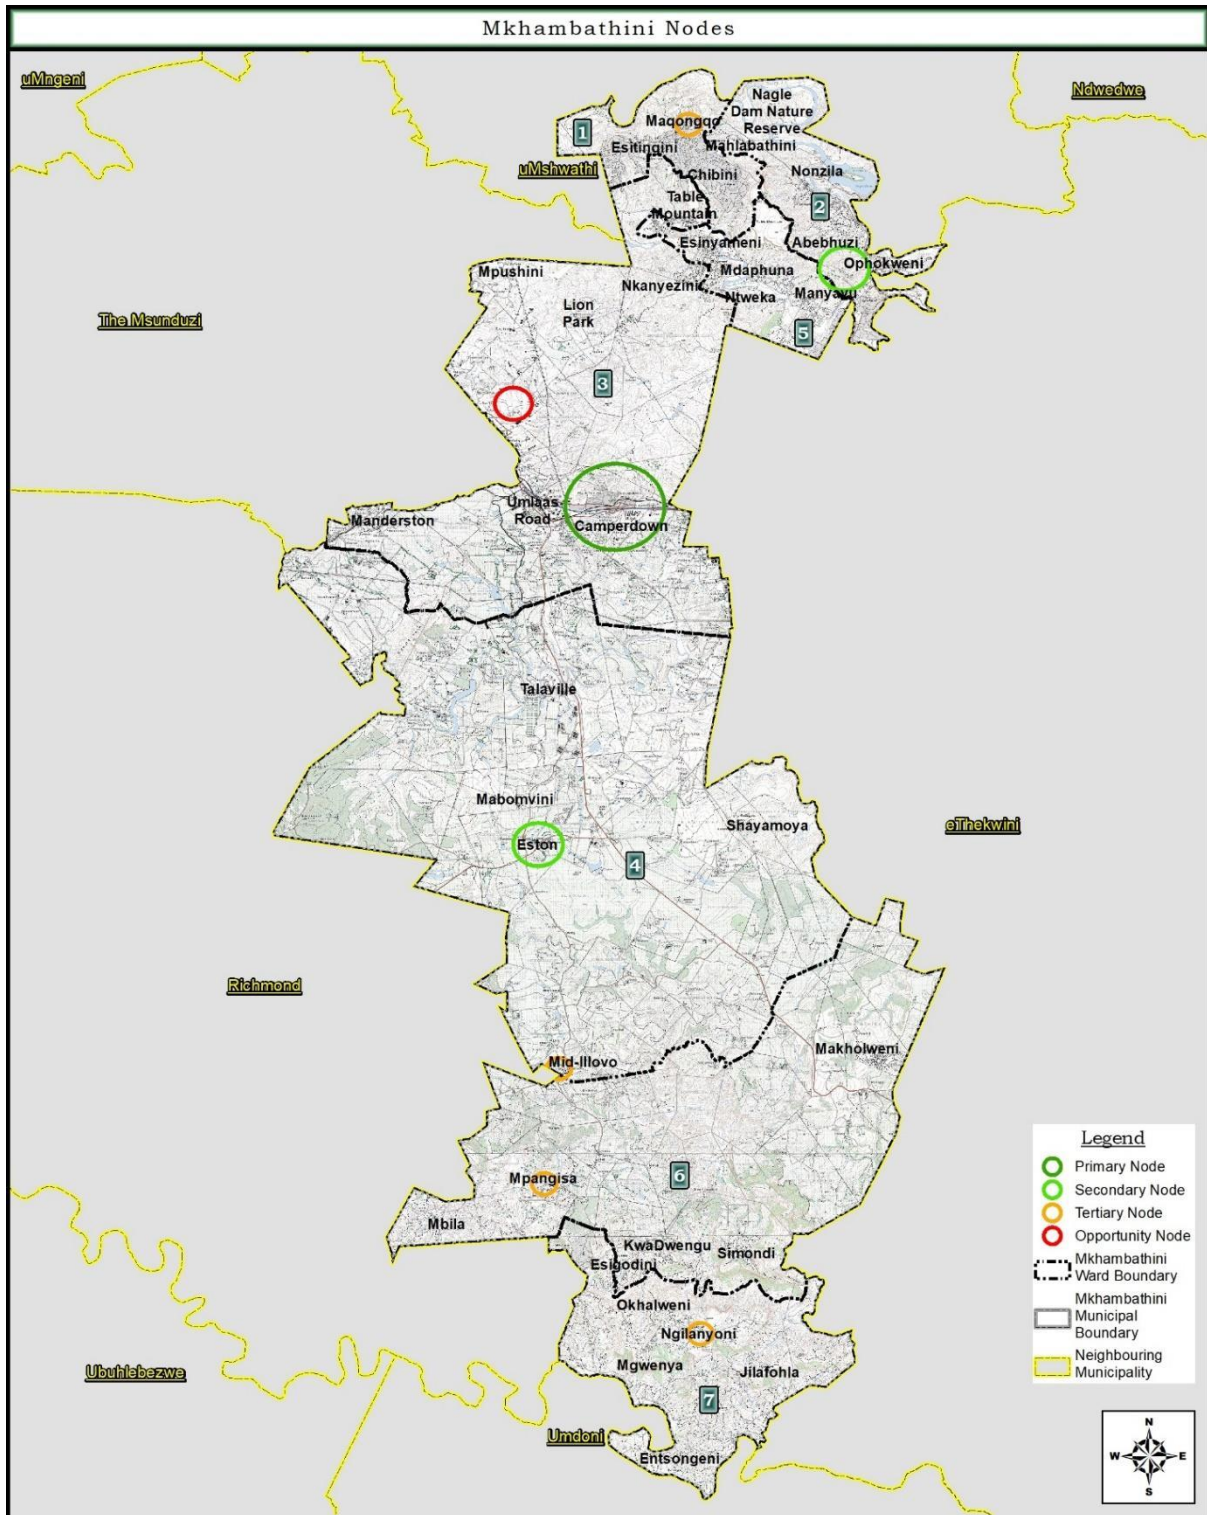 Mkhambathini Nodes
uMngeni
Ndwedwe
Nagle
Dam Nature
Reserve
Maqongqo
1
Esitingini
Mahlabathini
uMshwathi
Chibini
Nonzila
Table
Mountain
2
Esinyameni
Abebhuzi
Ophokweni
Mpushini
Mdaphuna
Nkanyezini
Ntweka
Manyavu
Lion
Park
The Msunduzi
5
3
Umlaas
Road
Manderston
Camperdown
Talaville
Mabomvini
Shayamoya
eThekwini
Eston
4
Richmond
Makholweni
Mid-Illovo
Mpangisa
6
Mbila
KwaDwengu
Simondi
Esigodini
Okhalweni
Ngilanyoni
Mgwenya
Jilafohla
Ubuhlebezwe
7
Umdoni
Entsongeni
Legend
Primary Node
Secondary Node
Tertiary Node
Opportunity Node
Mkhambathini
Ward Boundary
Mkhambathini
Municipal
Boundary
Neighbouring
Municipality
N
W E
S